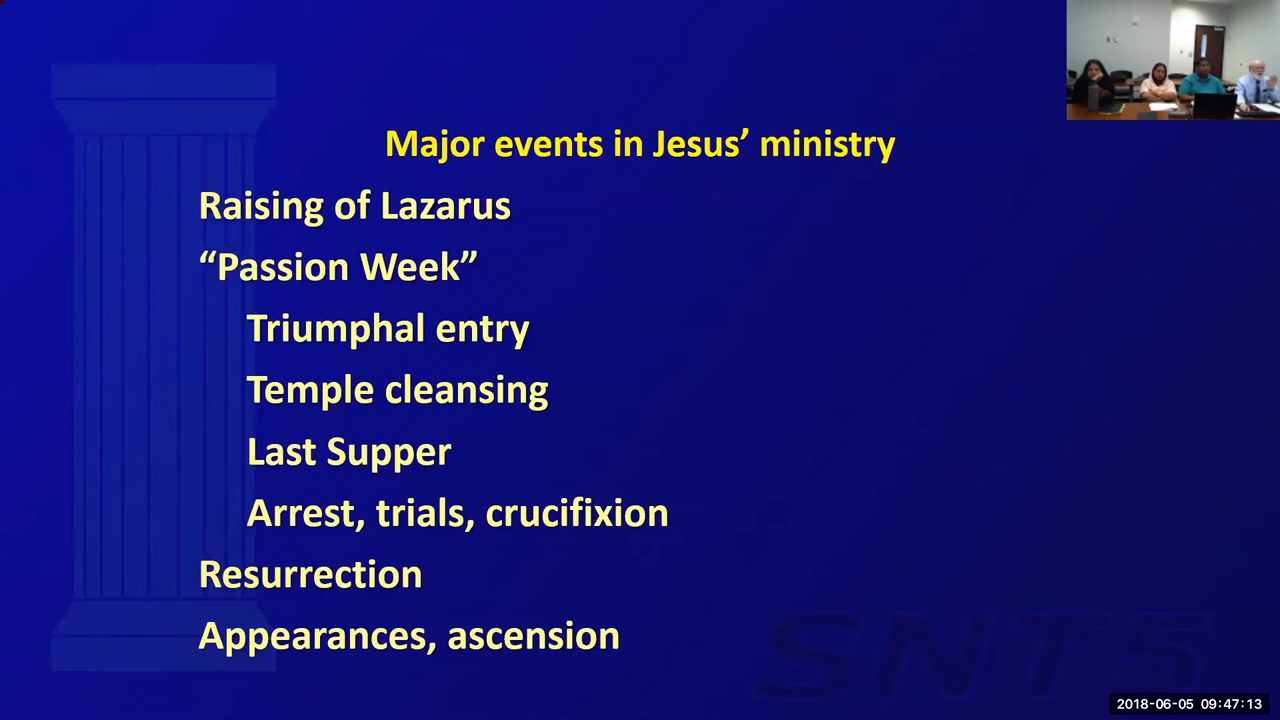 Major events in Jesus’ ministry
Raising of Lazarus
“Passion Week”
Triumphal entry
Temple cleansing
Last Supper
Arrest, trials, crucifixion
Resurrection
Appearances, ascension
SNT5
2018-06-05 09:47:13